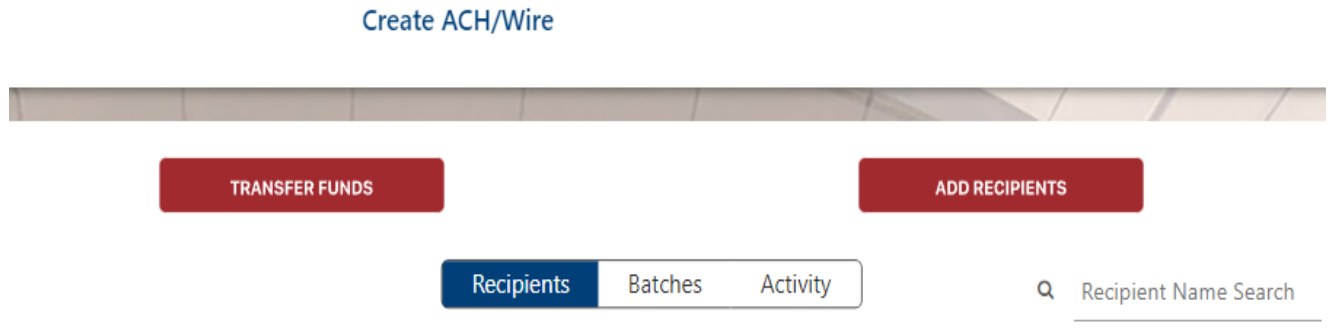 Create ACH/Wire
TRANSFER FUNDS ADD RECIPIENTS
Recipients Batches Activity Recipient Name Search